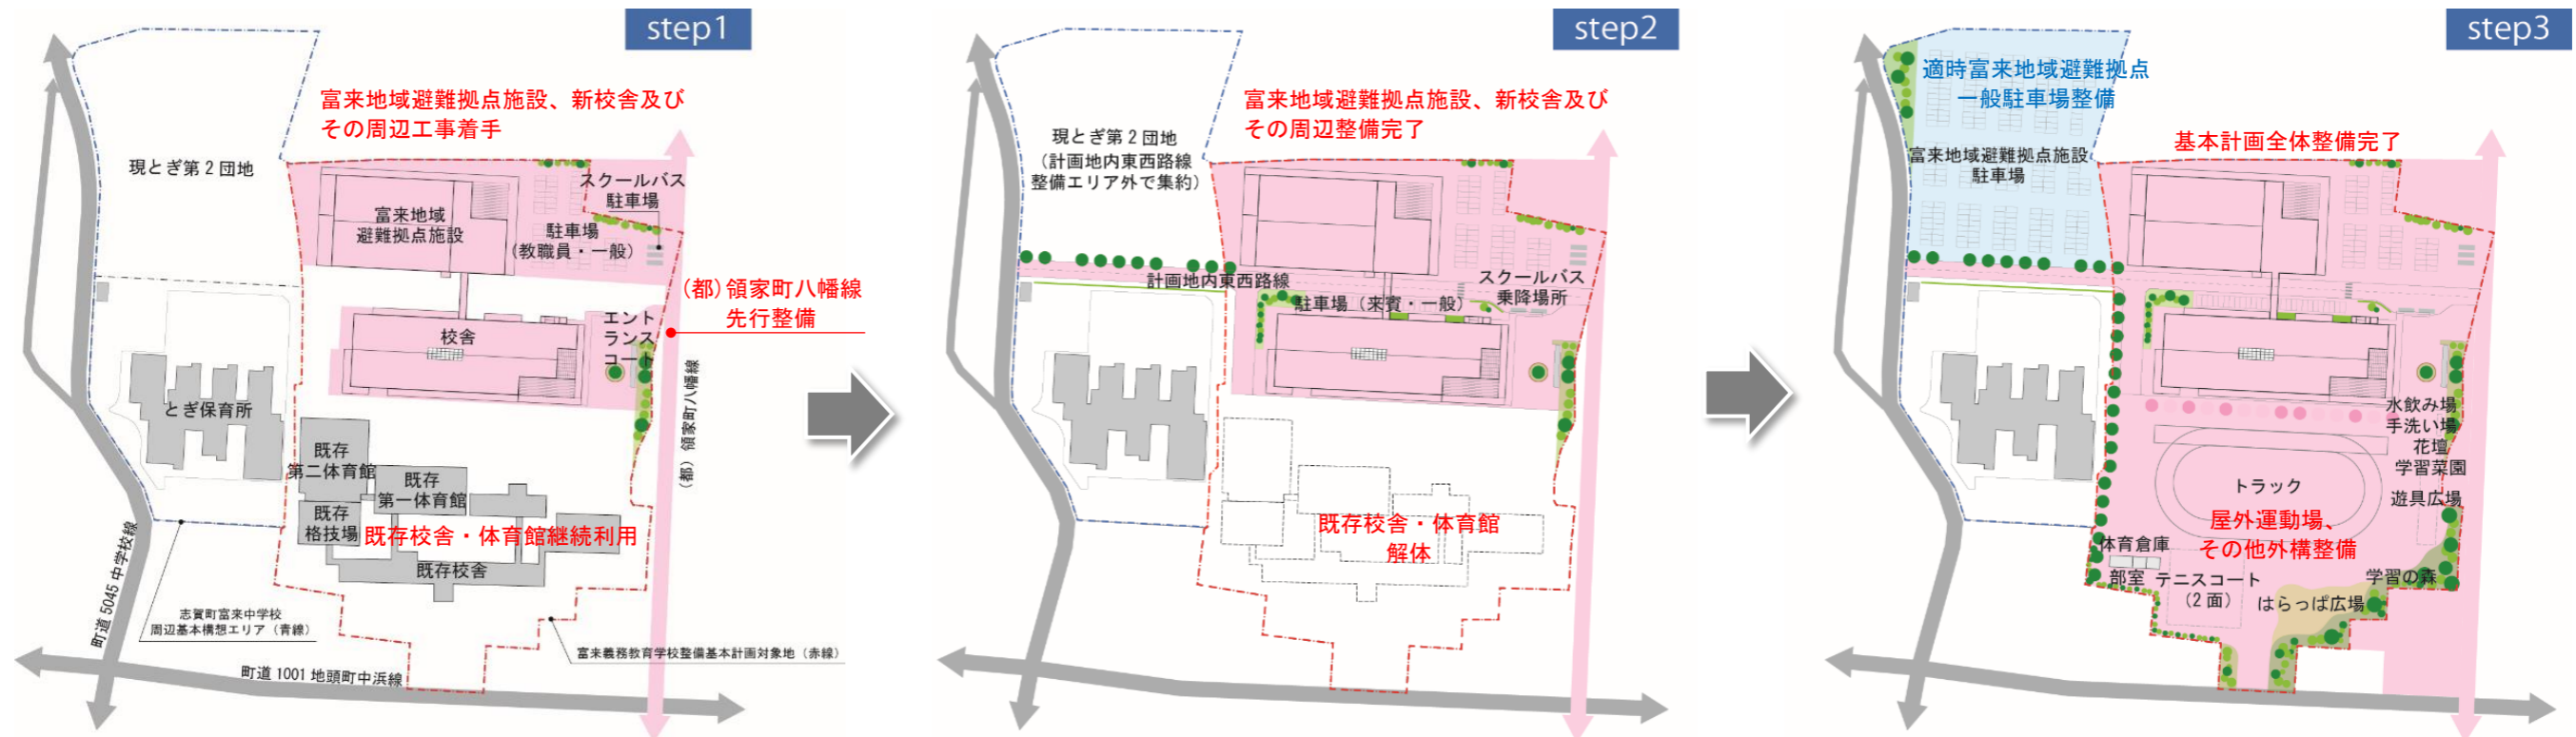 step1
富来地域避難拠点施設、新校舎及び
その周辺工事着手
現とぎ第2団地
スクールバス
駐車場
富来地域
避難拠点施設
駐車場
(教職員・一般)
(都)領家町八幡線
先行整備
エント
ランス
コート
校舎
(都)領家町八幡線
とぎ保育所
既存
第二体育館
既存
第一体育館
既存
格技場
既存校舎・体育館継続利用
既存校舎
町道5045中学校線
志賀町富来中学校
周辺基本構想エリア(青線)
富来義務教育学校整備基本計画対象地(赤線)
町道1001地頭町中浜線
step2
富来地域避難拠点施設、新校舎及び
その周辺整備完了
現とぎ第2団地
(計画地内東西路線
整備エリア外で集約)
計画地内東西路線
スクールバス
乗降場所
駐車場(来賓・一般)
既存校舎・体育館
解体
step3
適時富来地域避難拠点
一般駐車場整備
基本計画全体整備完了
富来地域避難拠点施設
駐車場
水飲み場
手洗い場
花壇
学習菜園
遊具広場
トラック
屋外運動場、
その他外構整備
体育倉庫
部室
テニスコート
(2面)
学習の森
はらっぱ広場